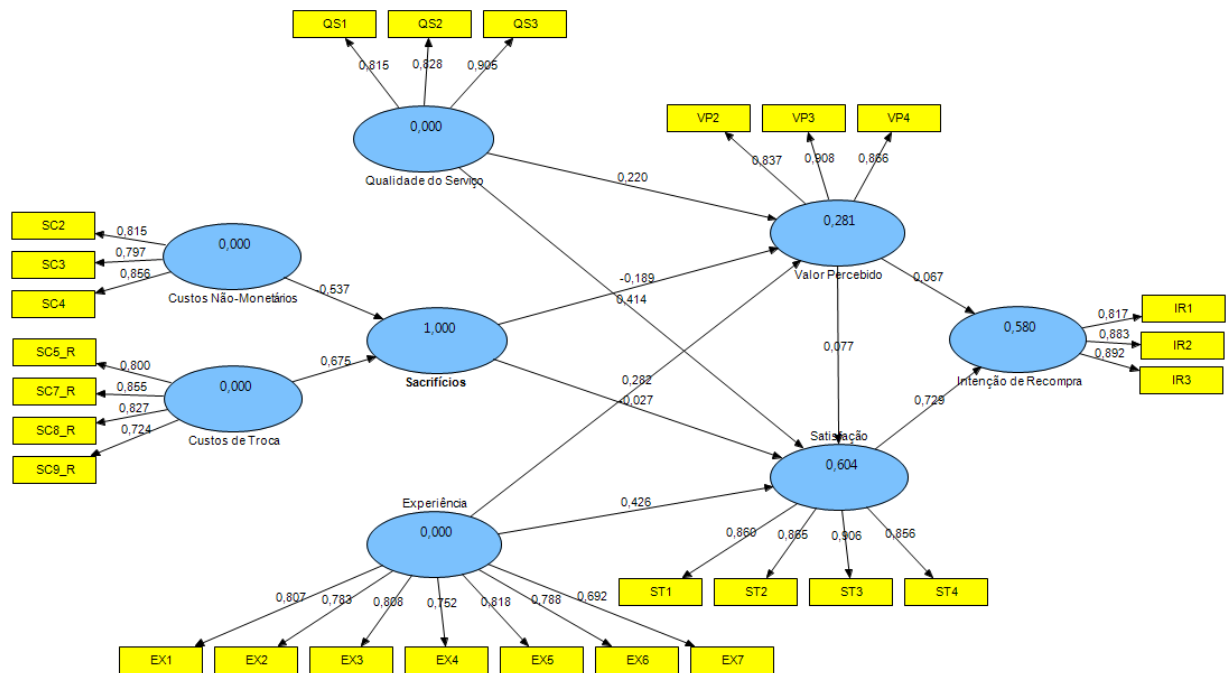 QS1
QS2
QS3
0,815
0,828
0,905
0,000
Qualidade do Serviço
VP2
VP3
VP4
0,837
0,908
0,866
0,220
0,281
Valor Percebido
SC2
SC3
SC4
0,815
0,797
0,856
0,000
Custos Não-Monetários
0,537
-0,189
0,414
0,067
1,000
Sacrifícios
0,077
0,580
Intenção de Recompra
IR1
IR2
IR3
0,817
0,883
0,892
SC5_R
SC7_R
SC8_R
SC9_R
0,800
0,855
0,827
0,724
0,000
Custos de Troca
0,675
0,282
-0,027
0,729
Satisfação
0,604
Experiência
0,000
0,426
0,860
0,906
0,856
ST1
ST2
ST3
ST4
0,807
0,783
0,808
0,752
0,818
0,788
0,692
EX1
EX2
EX3
EX4
EX5
EX6
EX7